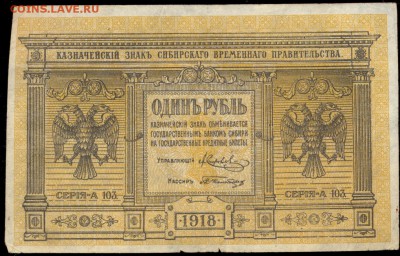 COINS.LAVE.RU
КАЗНАЧЕЙСКІЙ ЗНАКЪ СИБИРСКАГО ВРЕМЕННАГО ПРАВИТЕЛЬСТВА.
ОДИНЪ РУБЛЬ
КАЗНАЧЕЙСКІЙ ЗНАКЪ ОБМѢНИВАЕТСЯ
ГОСУДАРСТВЕННЫМЪ БАНКОМЪ СИБИРИ
НА ГОСУДАРСТВЕННЫЕ КРЕДИТНЫЕ БИЛЕТЫ.
УПРАВЛЯЮЩІЙ
КАССИРЪ
СЕРІЯ-А 103.
СЕРІЯ-А 103.
1918